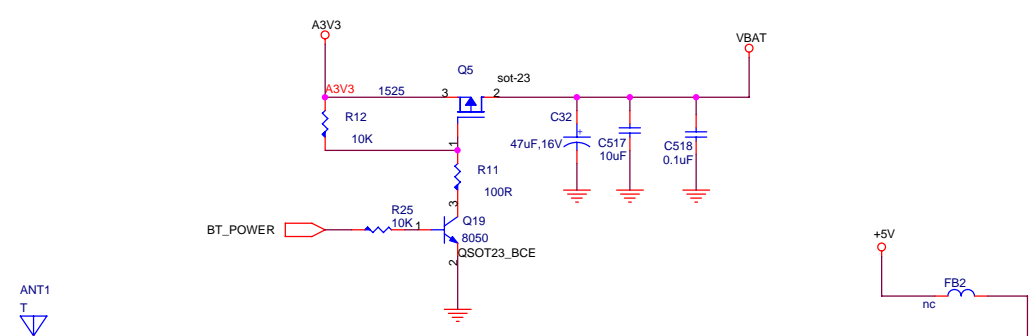 A3V3
VBAT
Q5
sot-23
A3V3
1525
3
2
R12
10K
1
C32
47uF,16V
+
C517
10uF
C518
0.1uF
R11
100R
3
R25
10K
1
Q19
8050
QSOT23_BCE
2
BT_POWER
+5V
FB2
nc
ANT1
T